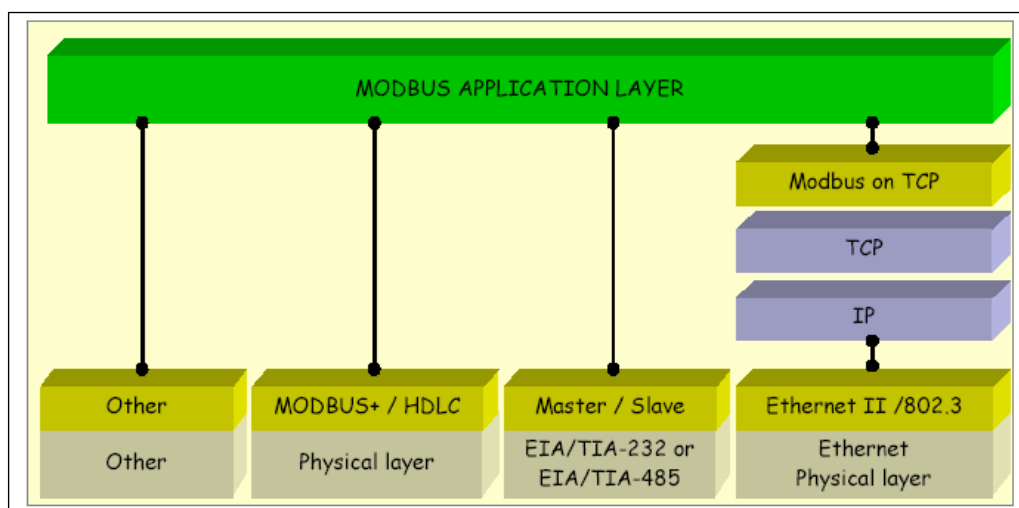 MODBUS APPLICATION LAYER
Modbus on TCP
TCP
IP
Other
MODBUS+ / HDLC
Master / Slave
Ethernet II /802.3
Other
Physical layer
EIA/TIA-232 or
EIA/TIA-485
Ethernet
Physical layer